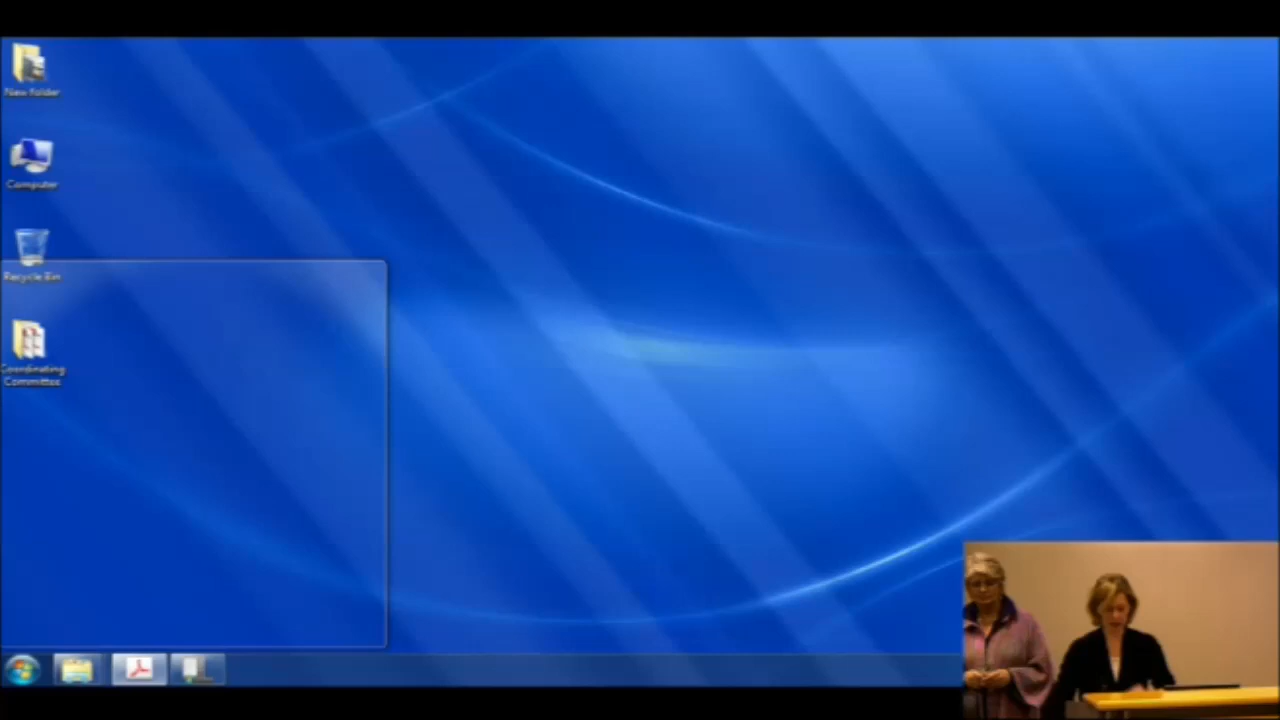 New folder
Computer
Recycle Bin
Coordinating
Committee